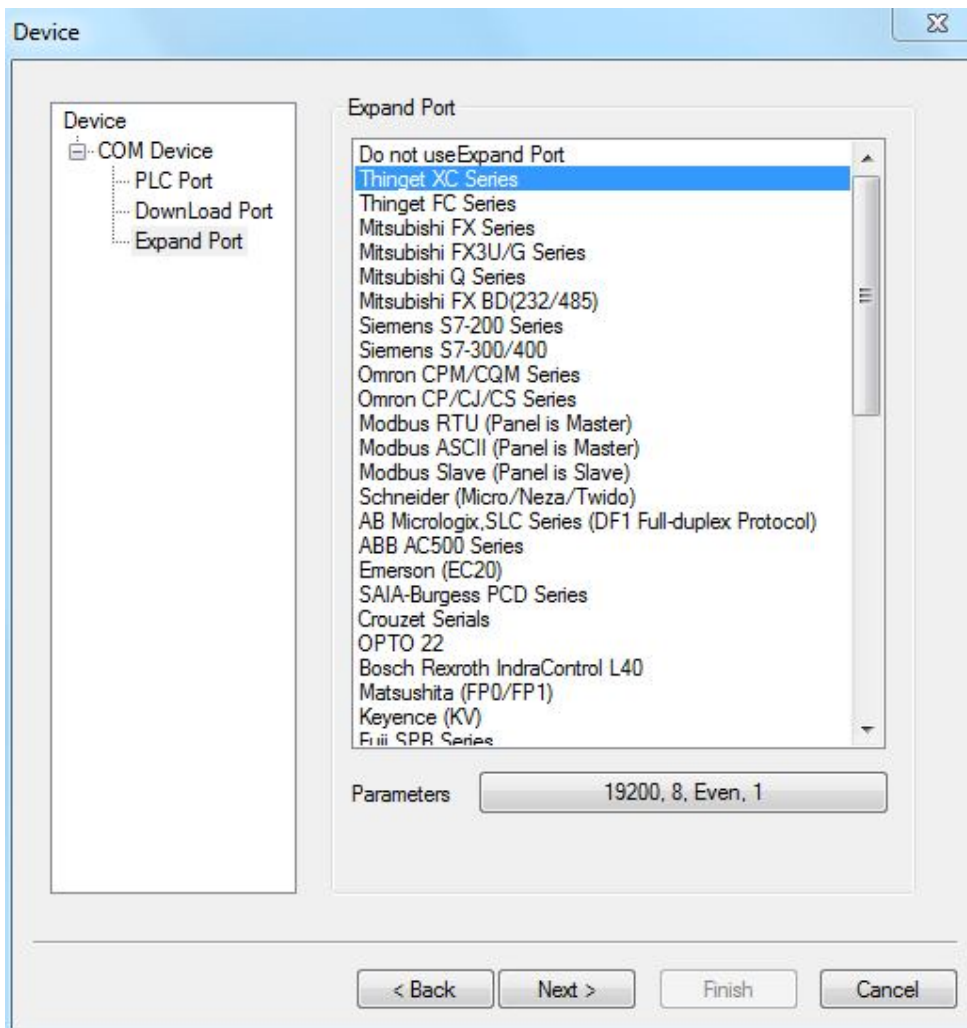 Device
Device
COM Device
PLC Port
DownLoad Port
Expand Port
Expand Port
Do not useExpand Port
Thinget XC Series
Thinget FC Series
Mitsubishi FX Series
Mitsubishi FX3U/G Series
Mitsubishi Q Series
Mitsubishi FX BD(232/485)
Siemens S7-200 Series
Siemens S7-300/400
Omron CPM/CQM Series
Omron CP/CJ/CS Series
Modbus RTU (Panel is Master)
Modbus ASCII (Panel is Master)
Modbus Slave (Panel is Slave)
Schneider (Micro/Neza/Twido)
AB Micrologix,SLC Series (DF1 Full-duplex Protocol)
ABB AC500 Series
Emerson (EC20)
SAIA-Burgess PCD Series
Crouzet Serials
OPTO 22
Bosch Rexroth IndraControl L40
Matsushita (FP0/FP1)
Keyence (KV)
Fuji SPB Series
Parameters 19200, 8, Even, 1
< Back Next > Finish Cancel